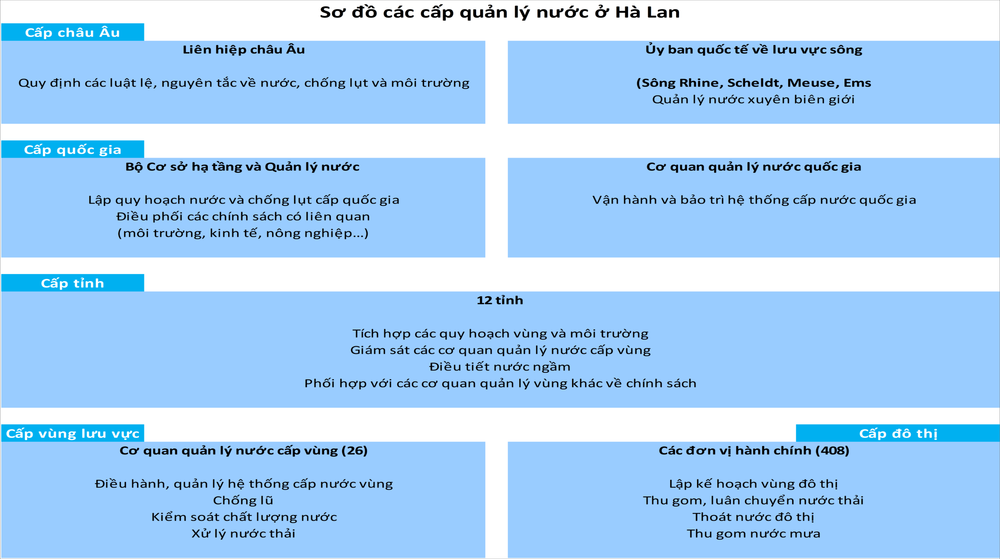 Sơ đồ các cấp quản lý nước ở Hà Lan
Cấp châu Âu
Liên hiệp châu Âu
Quy định các luật lệ, nguyên tắc về nước, chống lụt và môi trường
Ủy ban quốc tế về lưu vực sông
(Sông Rhine, Scheldt, Meuse, Ems
Quản lý nước xuyên biên giới
Cấp quốc gia
Bộ Cơ sở hạ tầng và Quản lý nước
Lập quy hoạch nước và chống lụt cấp quốc gia
Điều phối các chính sách có liên quan
(môi trường, kinh tế, nông nghiệp...)
Cơ quan quản lý nước quốc gia
Vận hành và bảo trì hệ thống cấp nước quốc gia
Cấp tỉnh
12 tỉnh
Tích hợp các quy hoạch vùng và môi trường
Giám sát các cơ quan quản lý nước cấp vùng
Điều tiết nước ngầm
Phối hợp với các cơ quan quản lý vùng khác về chính sách
Cấp vùng lưu vực
Cơ quan quản lý nước cấp vùng (26)
Điều hành, quản lý hệ thống cấp nước vùng
Chống lũ
Kiểm soát chất lượng nước
Xử lý nước thải
Cấp đô thị
Các đơn vị hành chính (408)
Lập kế hoạch vùng đô thị
Thu gom, luân chuyển nước thải
Thoát nước đô thị
Thu gom nước mưa